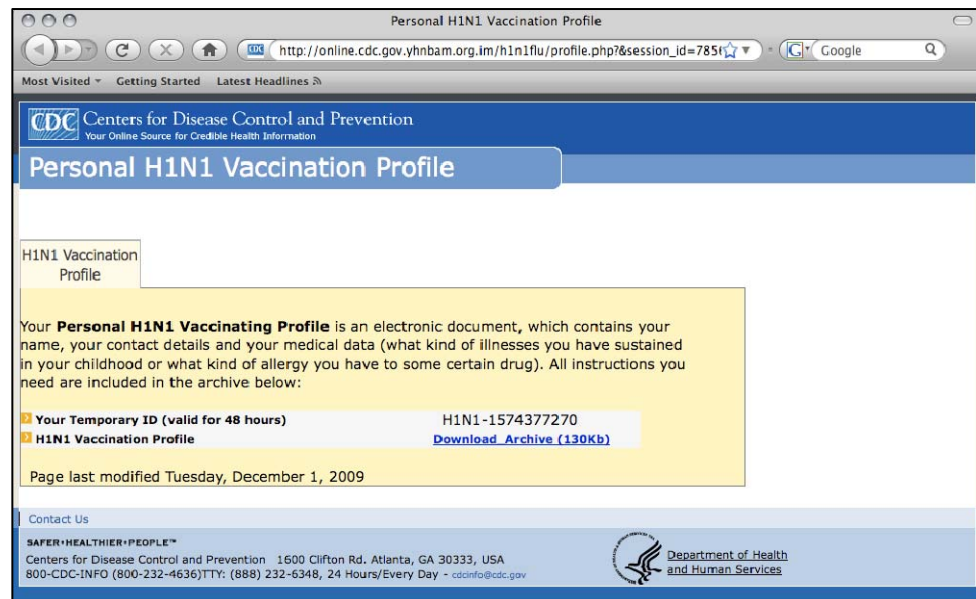 Personal H1N1 Vaccination Profile
CDC http://online.cdc.gov.yhnbam.org.im/h1n1flu/profile.php?&session_id=785 G Google
Most Visited Getting Started Latest Headlines
CDC Centers for Disease Control and Prevention
Your Online Source for Credible Health Information
Personal H1N1 Vaccination Profile
H1N1 Vaccination
Profile
Your Personal H1N1 Vaccinating Profile is an electronic document, which contains your
name, your contact details and your medical data (what kind of illnesses you have sustained
in your childhood or what kind of allergy you have to some certain drug). All instructions you
need are included in the archive below:
Your Temporary ID (valid for 48 hours) H1N1-1574377270
H1N1 Vaccination Profile Download Archive (130Kb)
Page last modified Tuesday, December 1, 2009
Contact Us
SAFER•HEALTHIER•PEOPLE™
Centers for Disease Control and Prevention 1600 Clifton Rd. Atlanta, GA 30333, USA
800-CDC-INFO (800-232-4636)TTY: (888) 232-6348, 24 Hours/Every Day - cdcinfo@cdc.gov
Department of Health
and Human Services